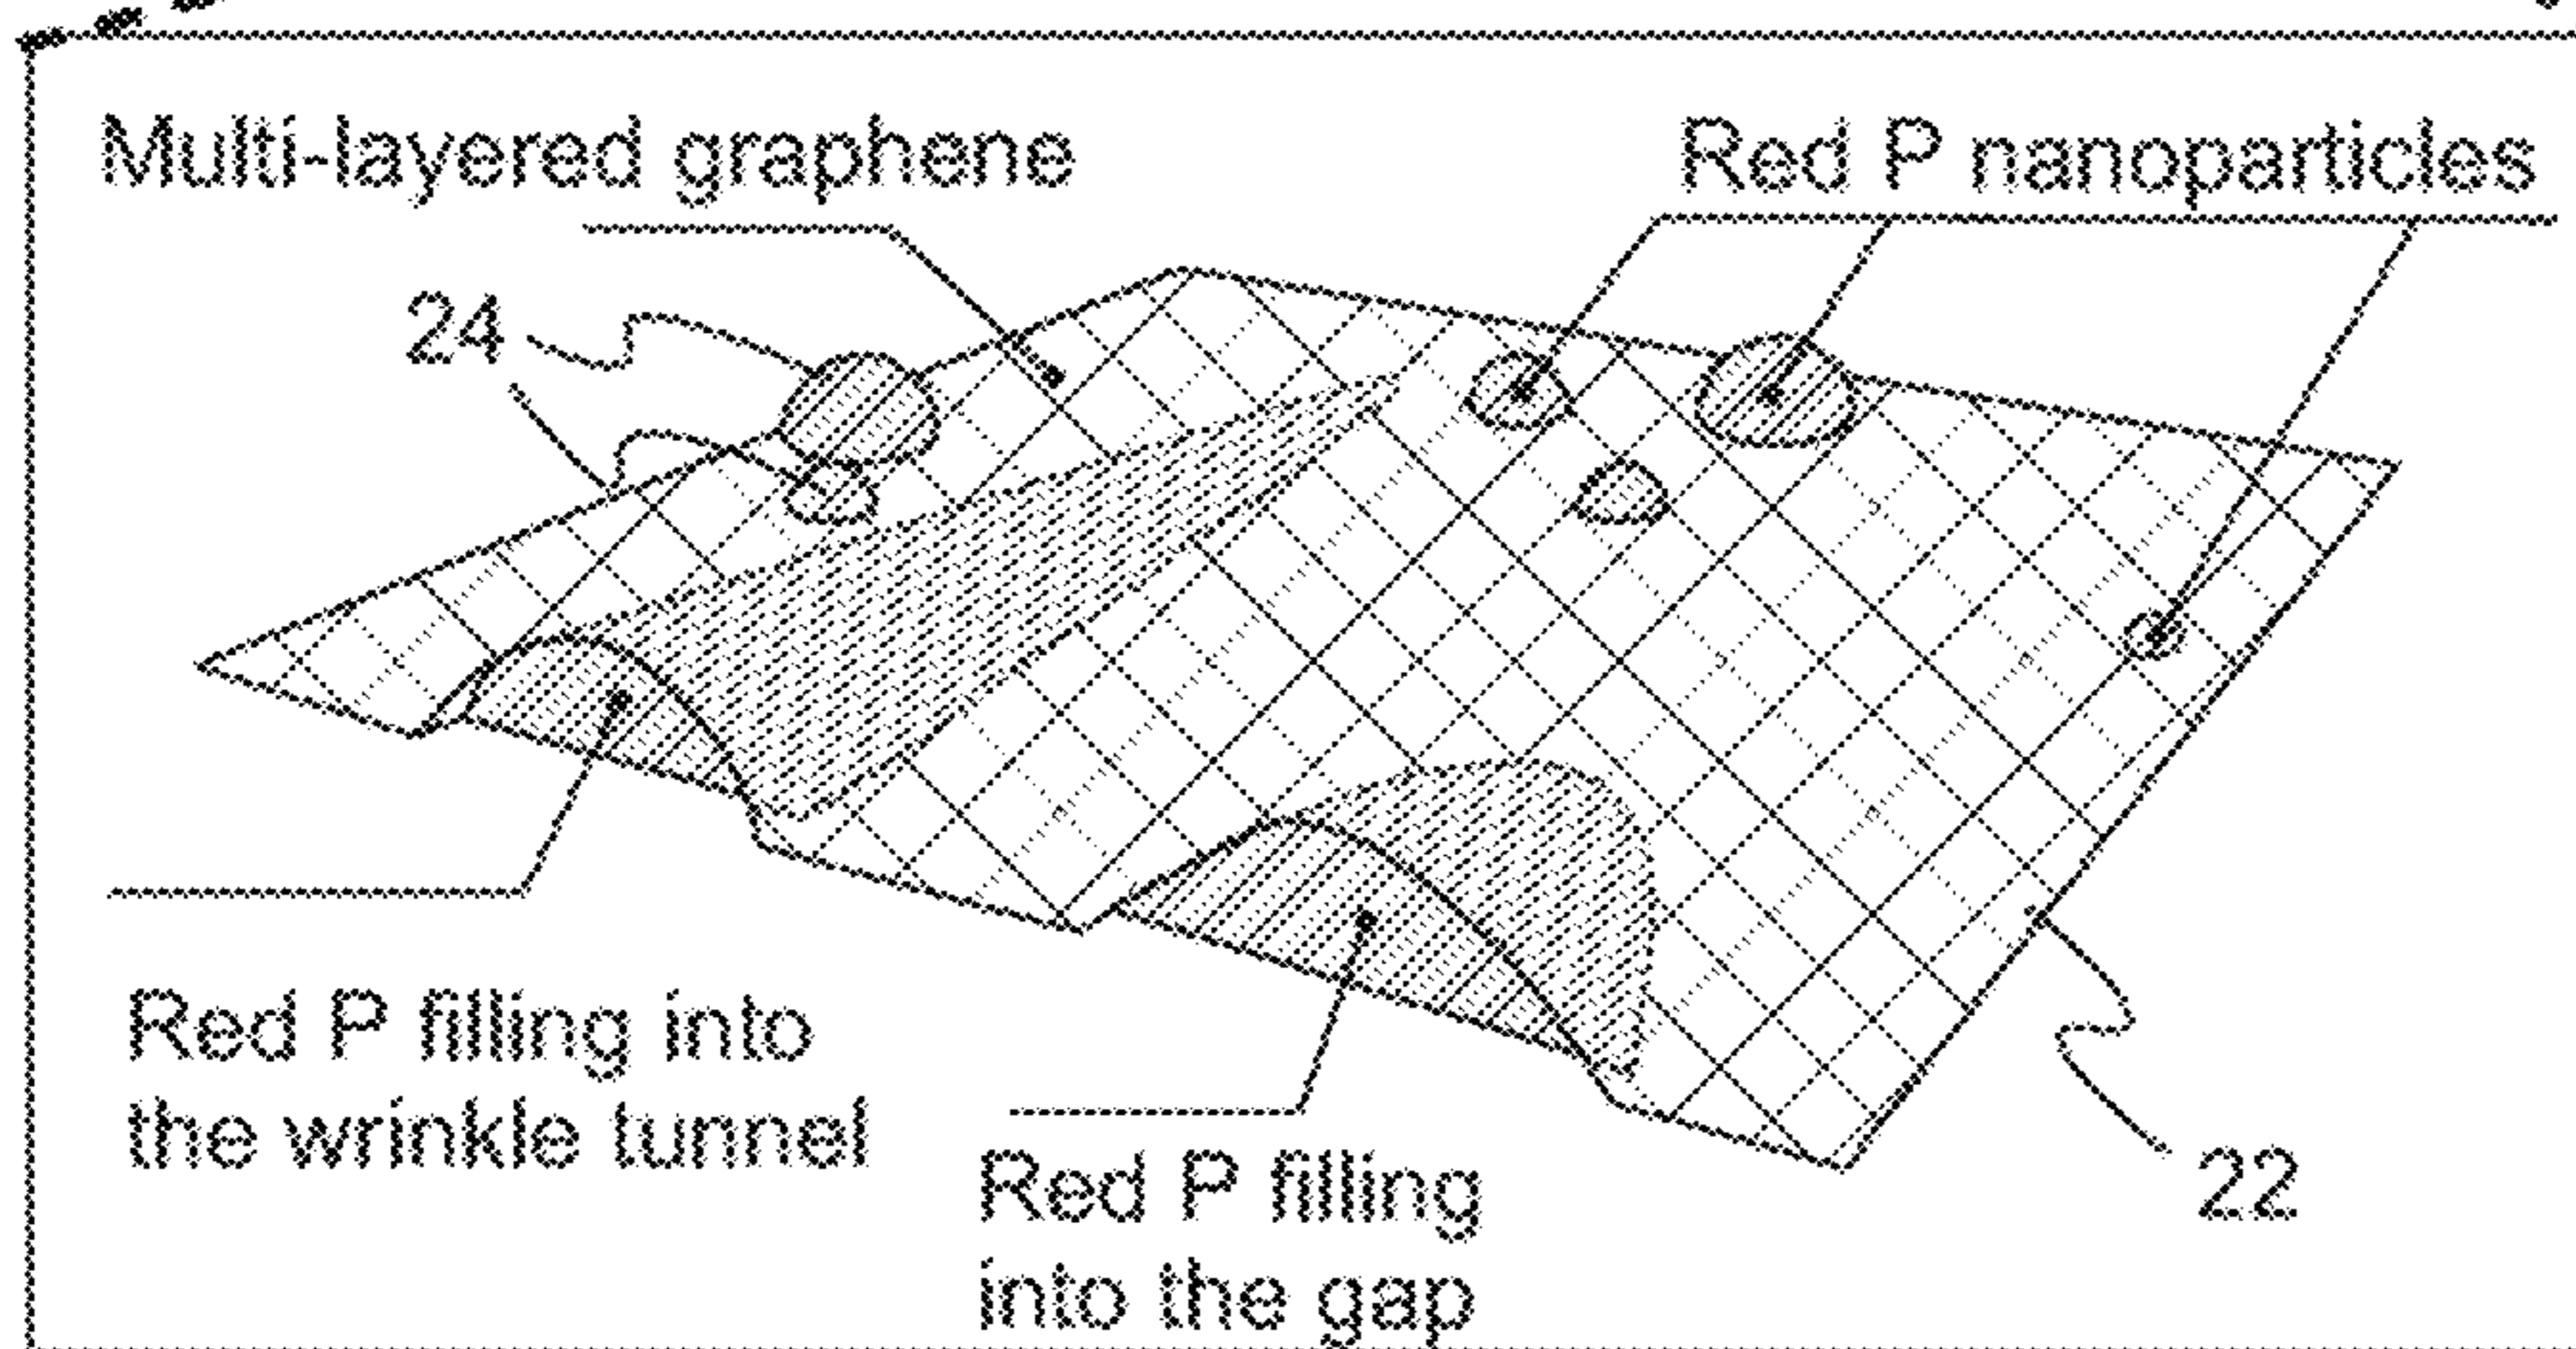 Multi-layered graphene
Red P nanoparticles
24
Red P filling into
the wrinkle tunnel
Red P filling
into the gap
22